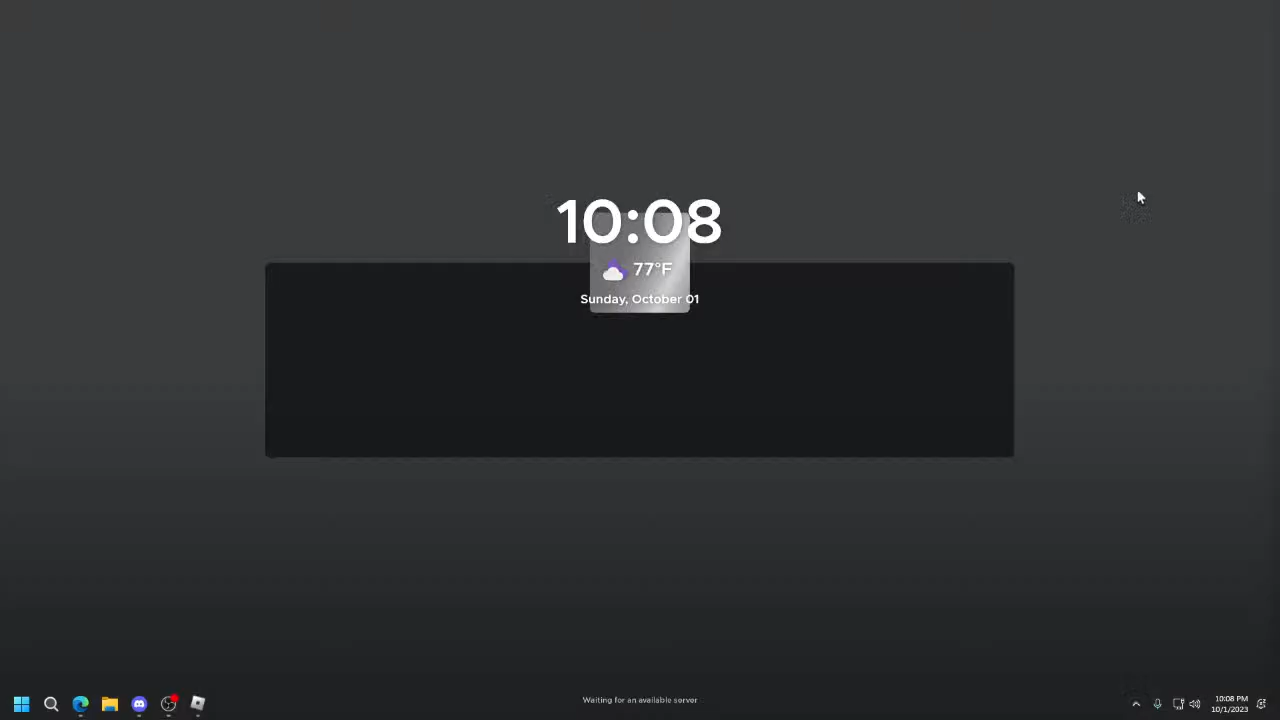 10:08
77°F
Sunday, October 01
Waiting for an available server
10:08 PM
10/1/2023